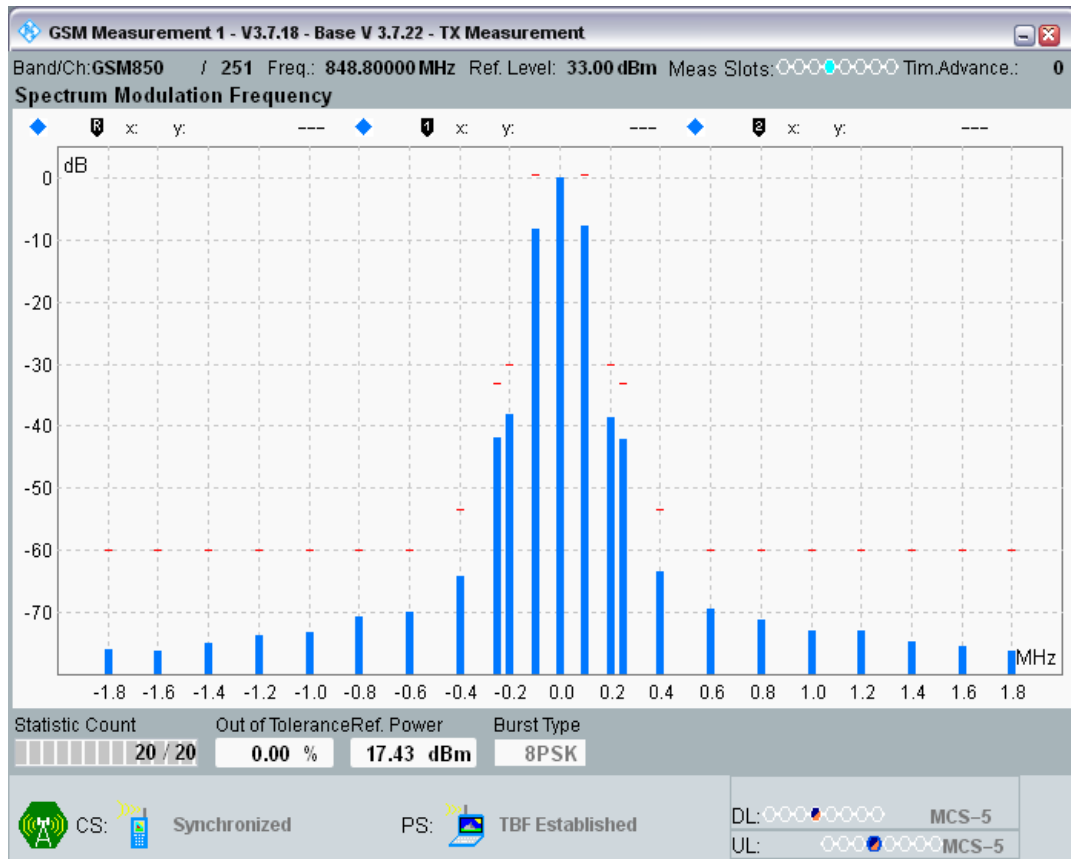 GSM Measurement 1 - V3.7.18 - Base V 3.7.22 - TX Measurement
Band/Ch:GSM850 / 251 Freq.: 848.80000 MHz Ref. Level: 33.00 dBm Meas Slots: Tim.Advance.: 0
Spectrum Modulation Frequency
R x: y: --- 1 x: y: --- 2 x: y: ---
dB
0
-10
-20
-30
-40
-50
-60
-70
MHz
-1.8 -1.6 -1.4 -1.2 -1.0 -0.8 -0.6 -0.4 -0.2 0.0 0.2 0.4 0.6 0.8 1.0 1.2 1.4 1.6 1.8
Statistic Count Out of Tolerance Ref. Power Burst Type
20 / 20 0.00 % 17.43 dBm 8PSK
CS: Synchronized PS: TBF Established
DL: MCS-5
UL: MCS-5